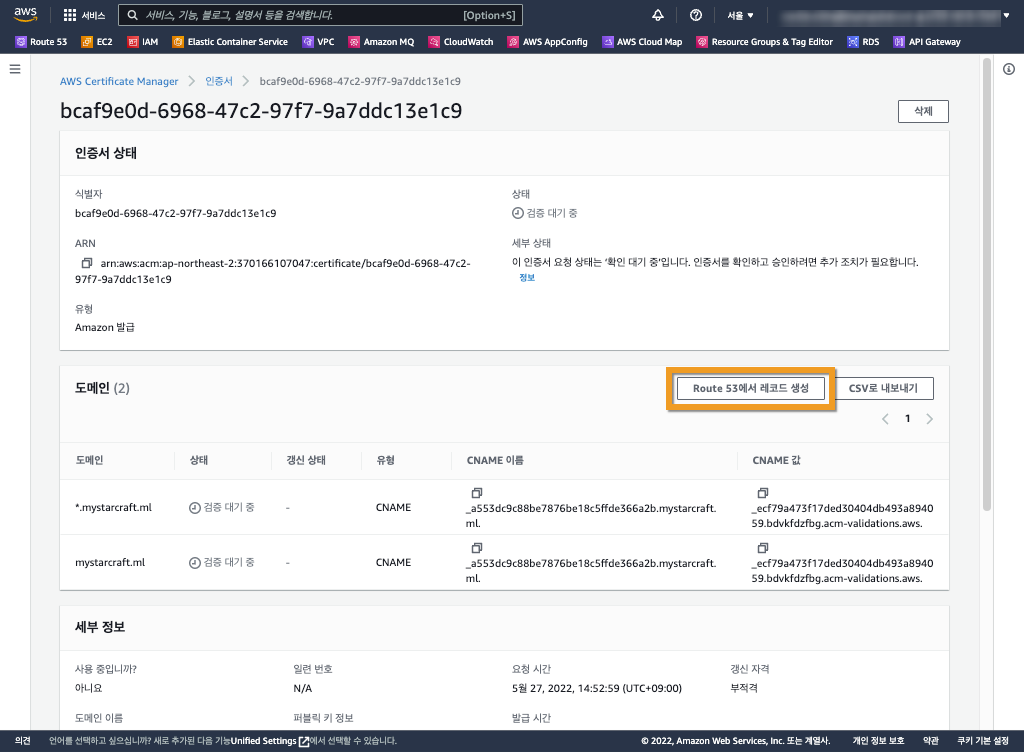 aws
서비스
서비스, 기능, 블로그, 설명서 등을 검색합니다. [Option+S]
서울
Route 53 EC2 IAM Elastic Container Service VPC Amazon MQ CloudWatch AWS AppConfig AWS Cloud Map Resource Groups & Tag Editor RDS API Gateway
AWS Certificate Manager 인증서 bcaf9e0d-6968-47c2-97f7-9a7ddc13e1c9
bcaf9e0d-6968-47c2-97f7-9a7ddc13e1c9
삭제
인증서 상태
식별자
bcaf9e0d-6968-47c2-97f7-9a7ddc13e1c9
상태
검증 대기 중
ARN
arn:aws:acm:ap-northeast-2:370166107047:certificate/bcaf9e0d-6968-47c2-
97f7-9a7ddc13e1c9
세부 상태
이 인증서 요청 상태는 '확인 대기 중'입니다. 인증서를 확인하고 승인하려면 추가 조치가 필요합니다.
정보
유형
Amazon 발급
도메인 (2)
Route 53에서 레코드 생성
CSV로 내보내기
1
도메인 상태 갱신 상태 유형 CNAME 이름 CNAME 값
*.mystarcraft.ml 검증 대기 중 - CNAME
_a553dc9c88be7876be18c5ffde366a2b.mystarcraft.
ml.
_ecf79a473f17ded30404db493a8940
59.bdvkfdzfbg.acm-validations.aws.
mystarcraft.ml 검증 대기 중 - CNAME
_a553dc9c88be7876be18c5ffde366a2b.mystarcraft.
ml.
_ecf79a473f17ded30404db493a8940
59.bdvkfdzfbg.acm-validations.aws.
세부 정보
사용 중입니까?
아니요
일련 번호
N/A
요청 시간
5월 27, 2022, 14:52:59 (UTC+09:00)
갱신 자격
부적격
도메인 이름 퍼블릭 키 정보 발급 시간
의견 언어를 선택하고 싶으십니까? 새로 추가된 다음 기능Unified Settings에서 선택할 수 있습니다. © 2022, Amazon Web Services, Inc. 또는 계열사. 개인 정보 보호 약관 쿠키 기본 설정